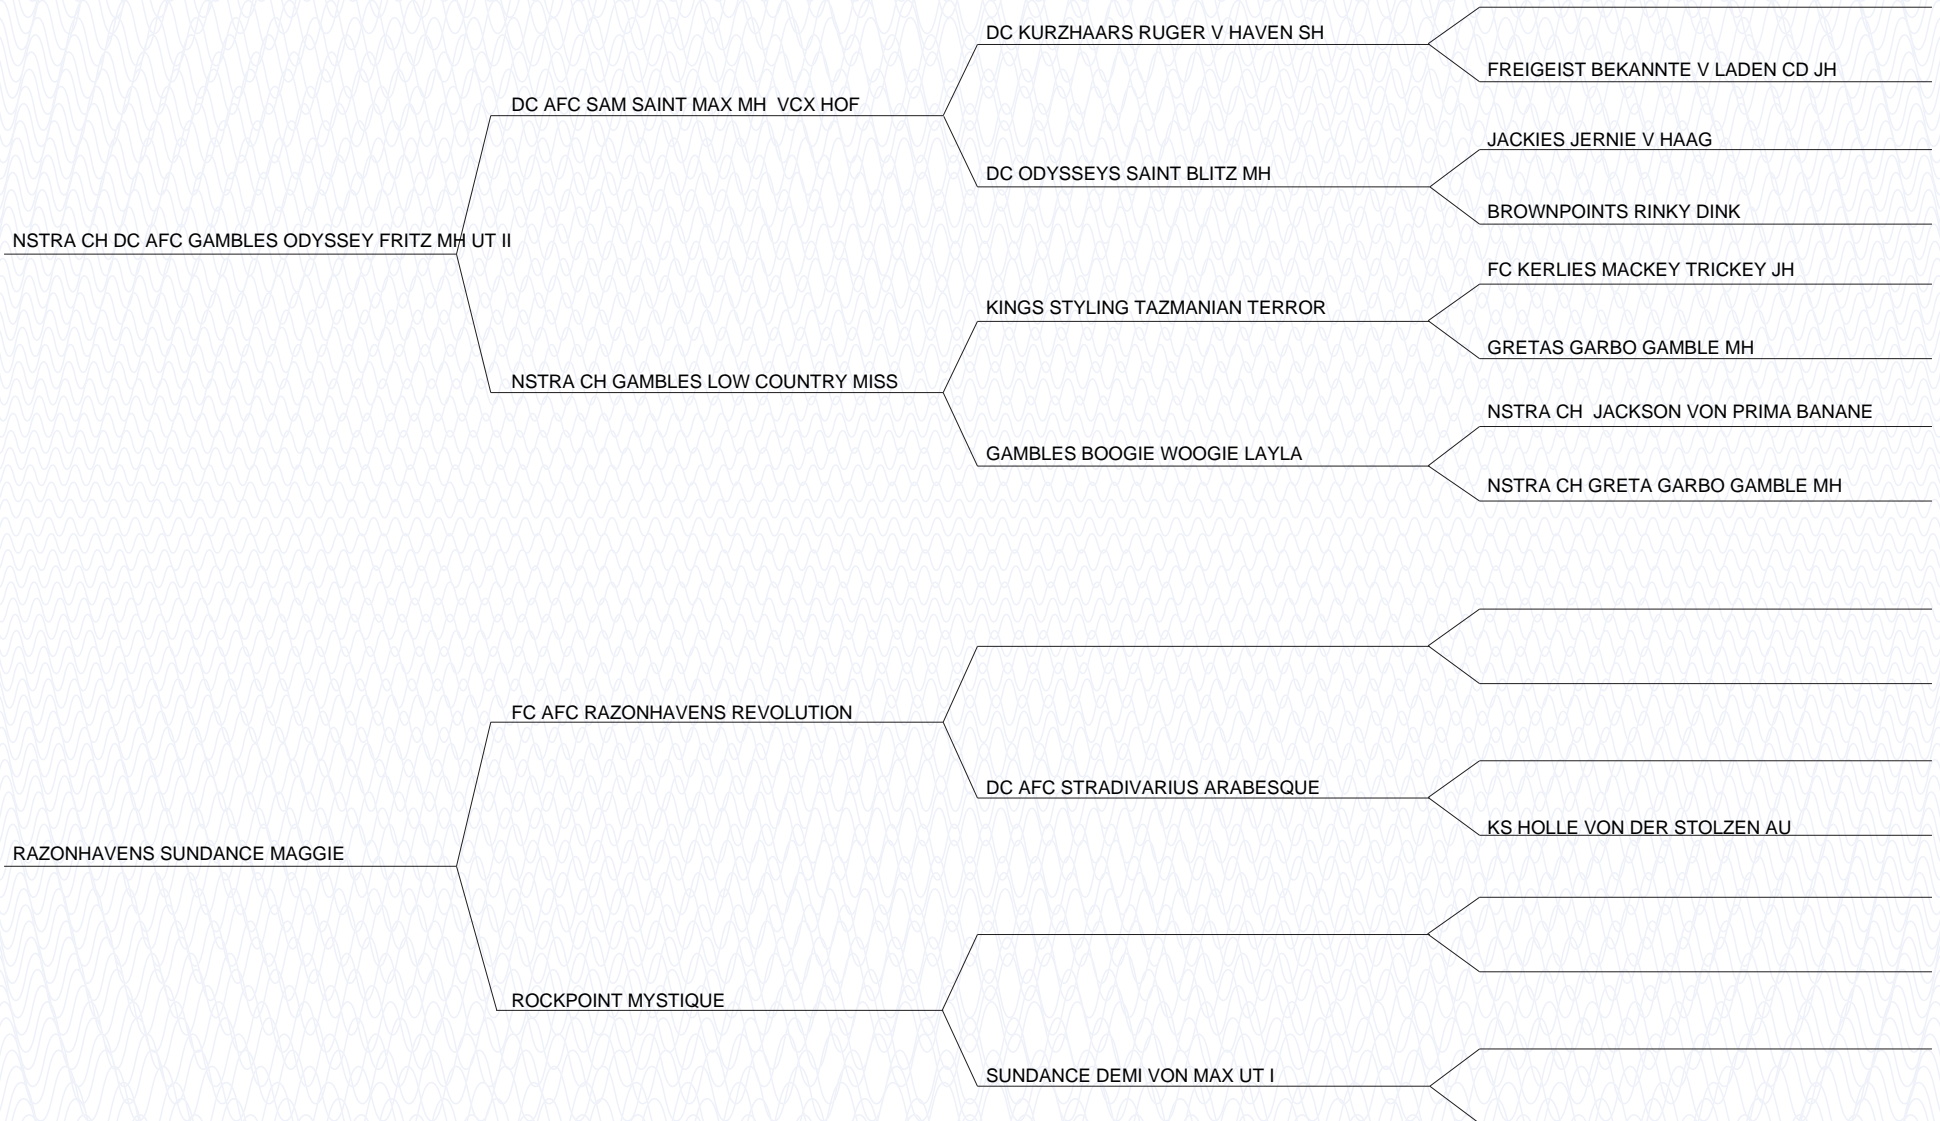 DC KURZHAARS RUGER V HAVEN SH
FREIGEIST BEKANNTE V LADEN CD JH
DC AFC SAM SAINT MAX MH  VCX HOF
JACKIES JERNIE V HAAG
DC ODYSSEYS SAINT BLITZ MH
BROWNPOINTS RINKY DINK
NSTRA CH DC AFC GAMBLES ODYSSEY FRITZ MH UT II
FC KERLIES MACKEY TRICKEY JH
KINGS STYLING TAZMANIAN TERROR
GRETAS GARBO GAMBLE MH
NSTRA CH GAMBLES LOW COUNTRY MISS
NSTRA CH  JACKSON VON PRIMA BANANE
GAMBLES BOOGIE WOOGIE LAYLA
NSTRA CH GRETA GARBO GAMBLE MH
FC AFC RAZONHAVENS REVOLUTION
DC AFC STRADIVARIUS ARABESQUE
KS HOLLE VON DER STOLZEN AU
RAZONHAVENS SUNDANCE MAGGIE
ROCKPOINT MYSTIQUE
SUNDANCE DEMI VON MAX UT I